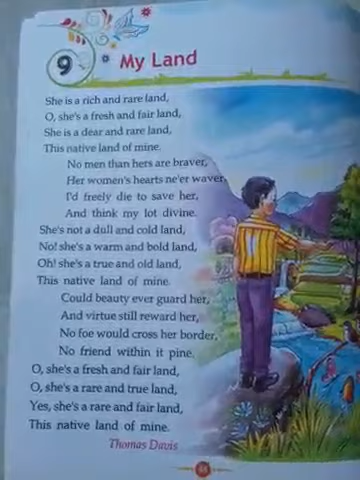 9
My Land
She is a rich and rare land,
O, she's a fresh and fair land,
She is a dear and rare land,
This native land of mine.
No men than hers are braver,
Her women's hearts ne'er waver,
I'd freely die to save her,
And think my lot divine.
She's not a dull and cold land,
No! she's a warm and bold land,
Oh! she's a true and old land,
This native land of mine.
Could beauty ever guard her,
And virtue still reward her,
No foe would cross her border,
No friend within it pine.
O, she's a fresh and fair land,
O, she's a rare and true land,
Yes, she's a rare and fair land,
This native land of mine.
Thomas Davis